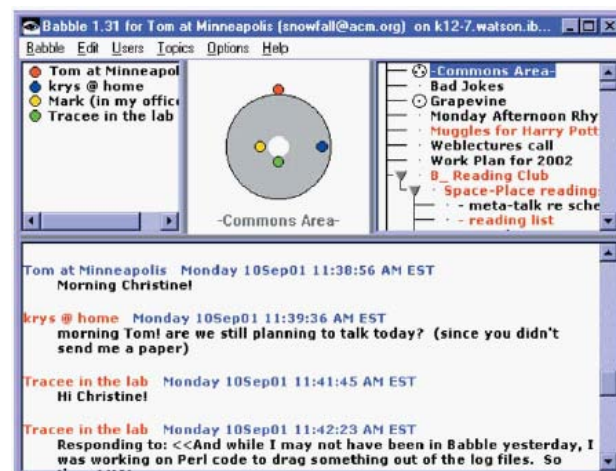 Babble 1.31 for Tom at Minneapolis (snowfall@acm.org) on k12-7.watson.ib...
Babble Edit Users Topics Options Help
Tom at Minneapol
krys @ home
Mark (in my offic
Tracee in the lab
-Commons Area-
-Commons Area-
Bad Jokes
Grapevine
Monday Afternoon Rhy
Muggles for Harry Pott
Weblectures call
Work Plan for 2002
B_ Reading Club
Space-Place reading
- meta-talk re sche
- reading list
Tom at Minneapolis Monday 10Sep01 11:38:56 AM EST
Morning Christine!
krys @ home Monday 10Sep01 11:39:36 AM EST
morning Tom! are we still planning to talk today? (since you didn't
send me a paper)
Tracee in the lab Monday 10Sep01 11:41:45 AM EST
Hi Christine!
Tracee in the lab Monday 10Sep01 11:42:23 AM EST
Responding to: <<And while I may not have been in Babble yesterday, I
was working on Perl code to drag something out of the log files. So